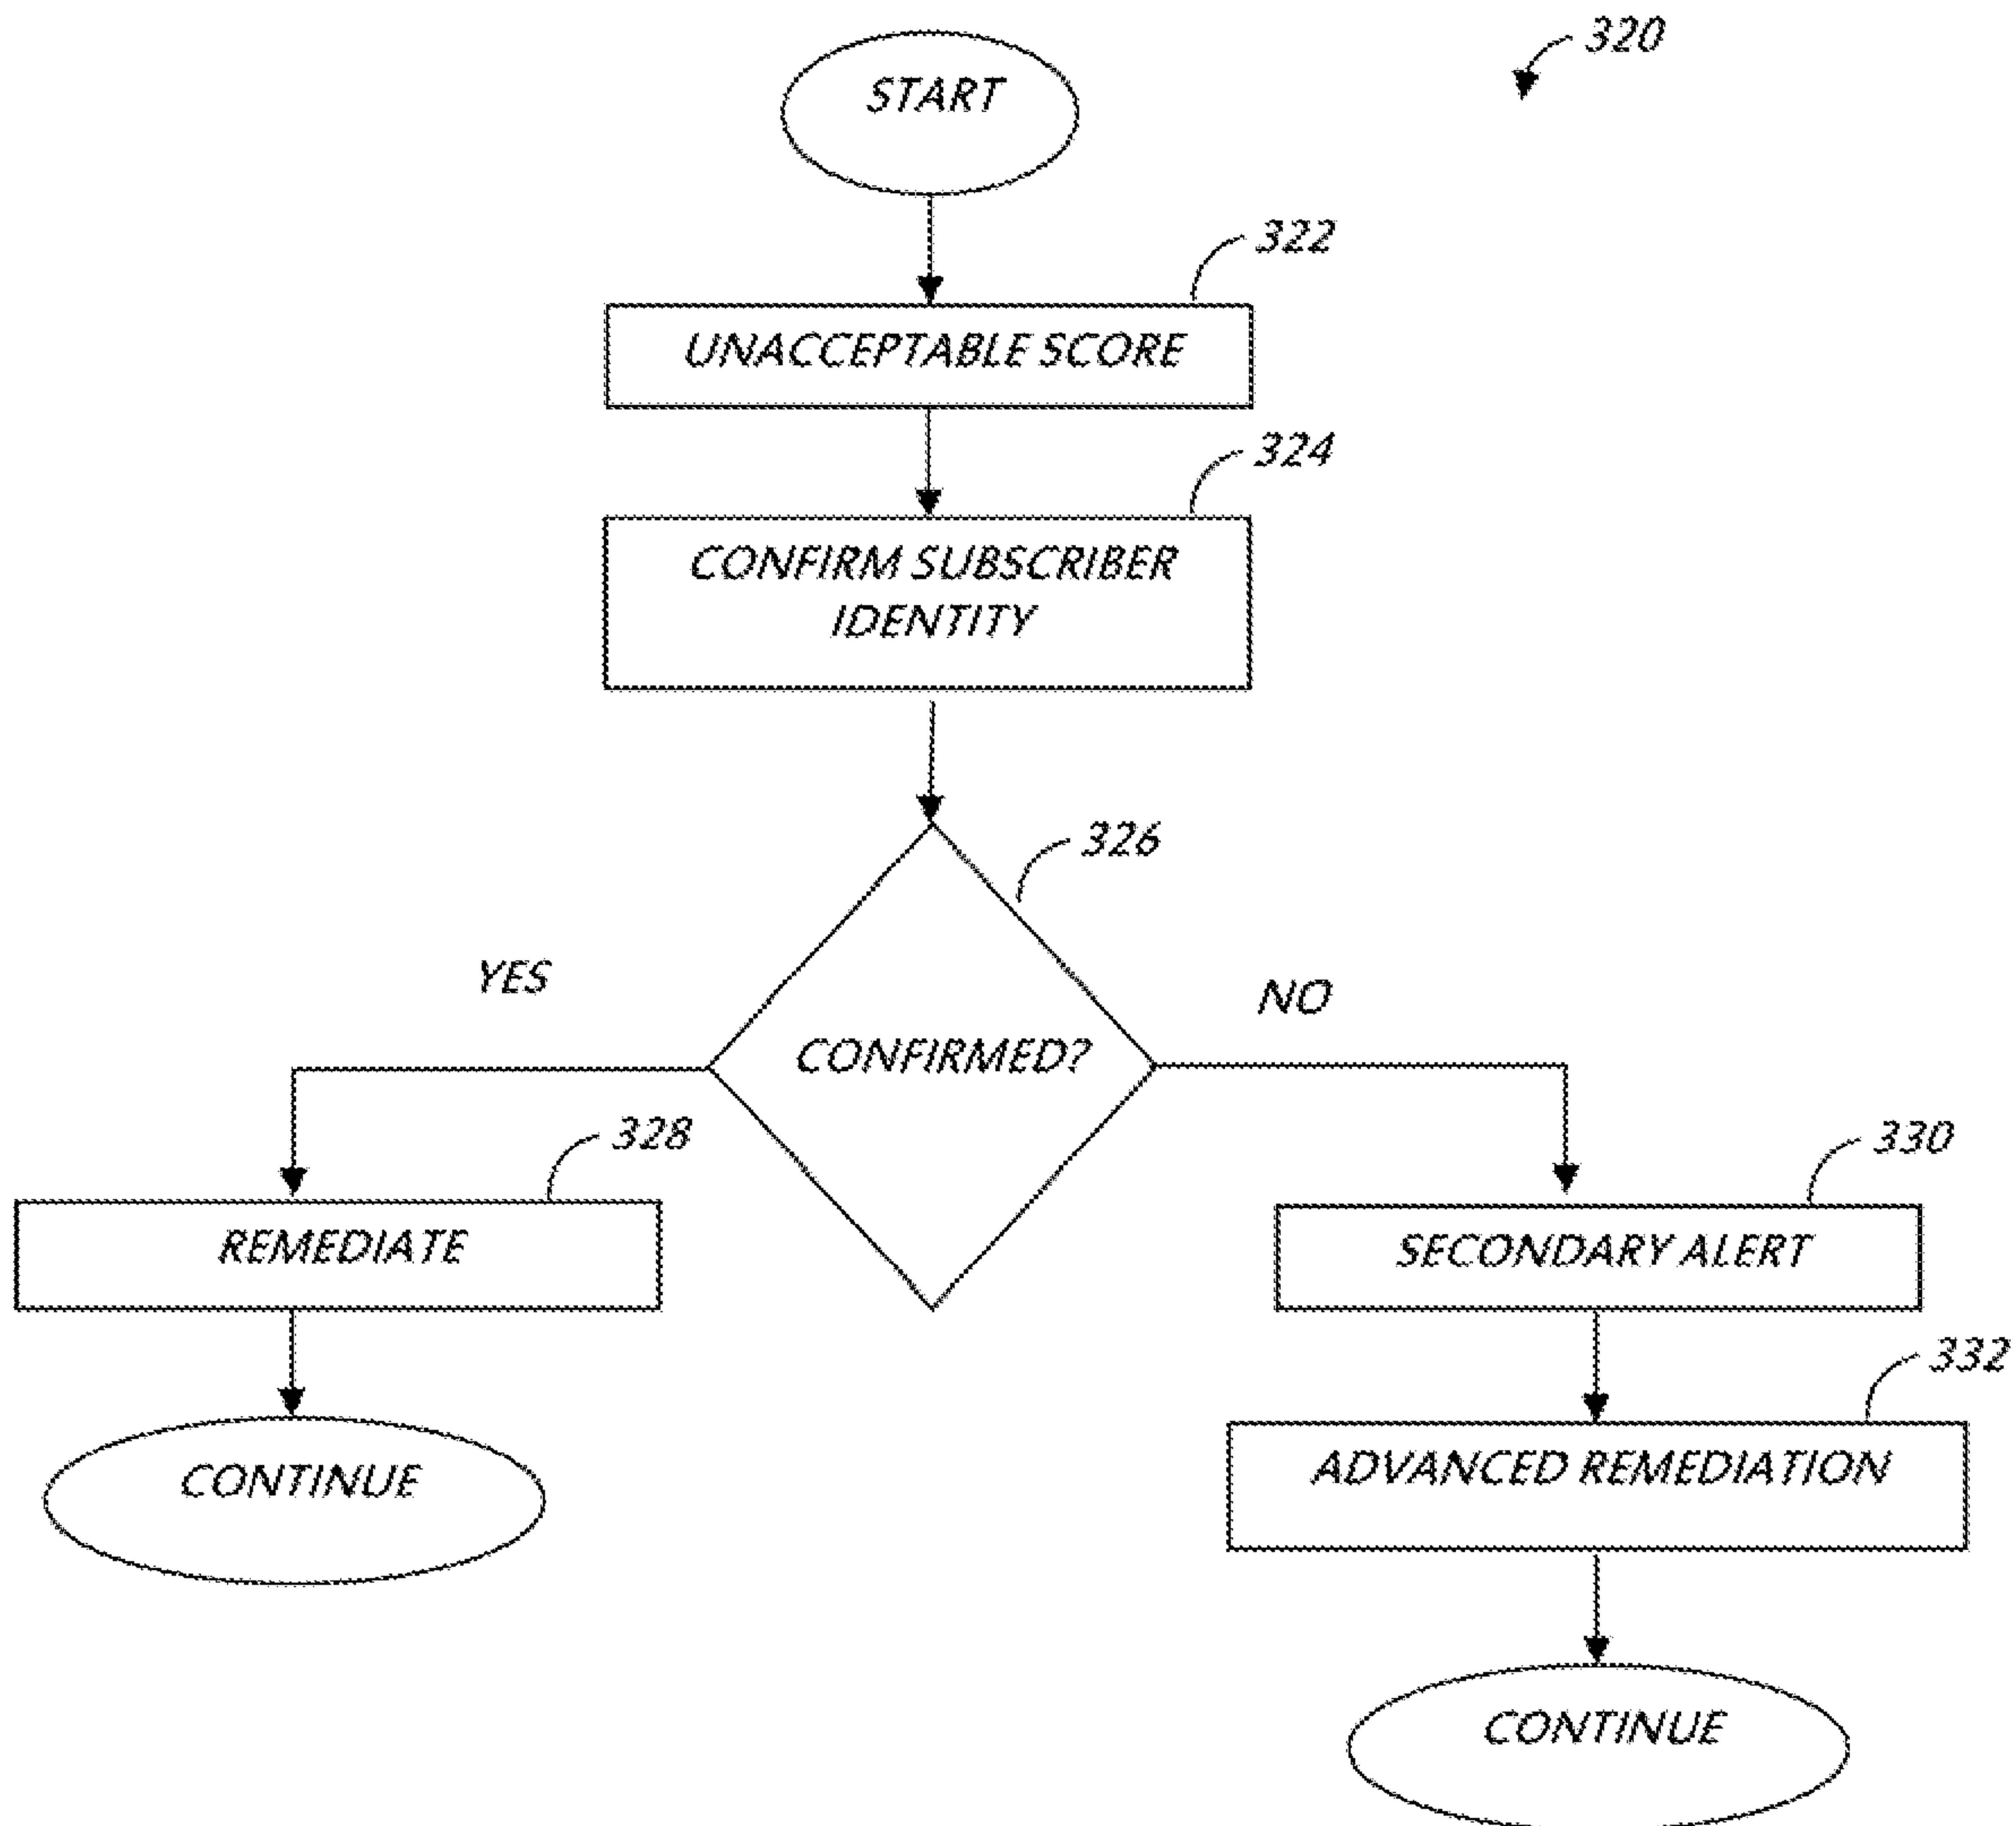 320
START
322
UNACCEPTABLE SCORE
324
CONFIRM SUBSCRIBER
IDENTITY
326
YES
NO
CONFIRMED?
328
330
REMEDIATE
SECONDARY ALERT
332
CONTINUE
ADVANCED REMEDIATION
CONTINUE